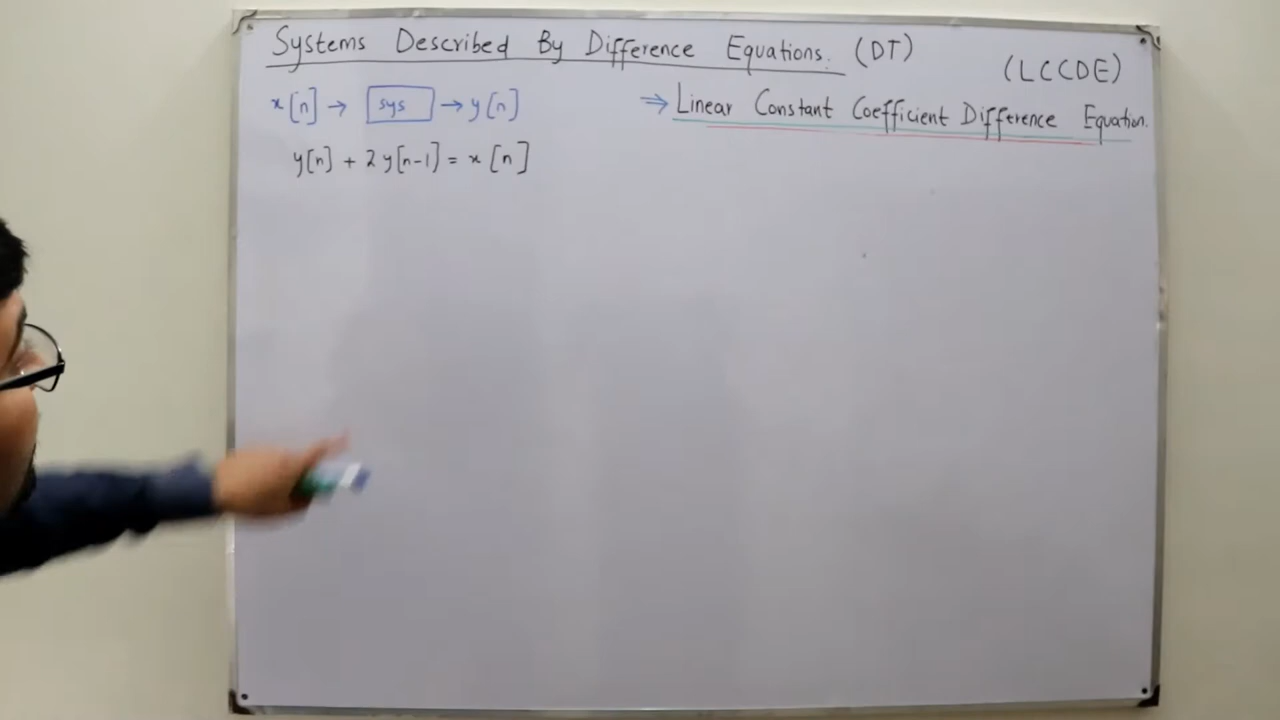 Systems Described By Difference Equations. (DT)
(LCCDE)
x[n] → sys → y[n]
⇒ Linear Constant Coefficient Difference Equation.
y[n] + 2y[n-1] = x[n]